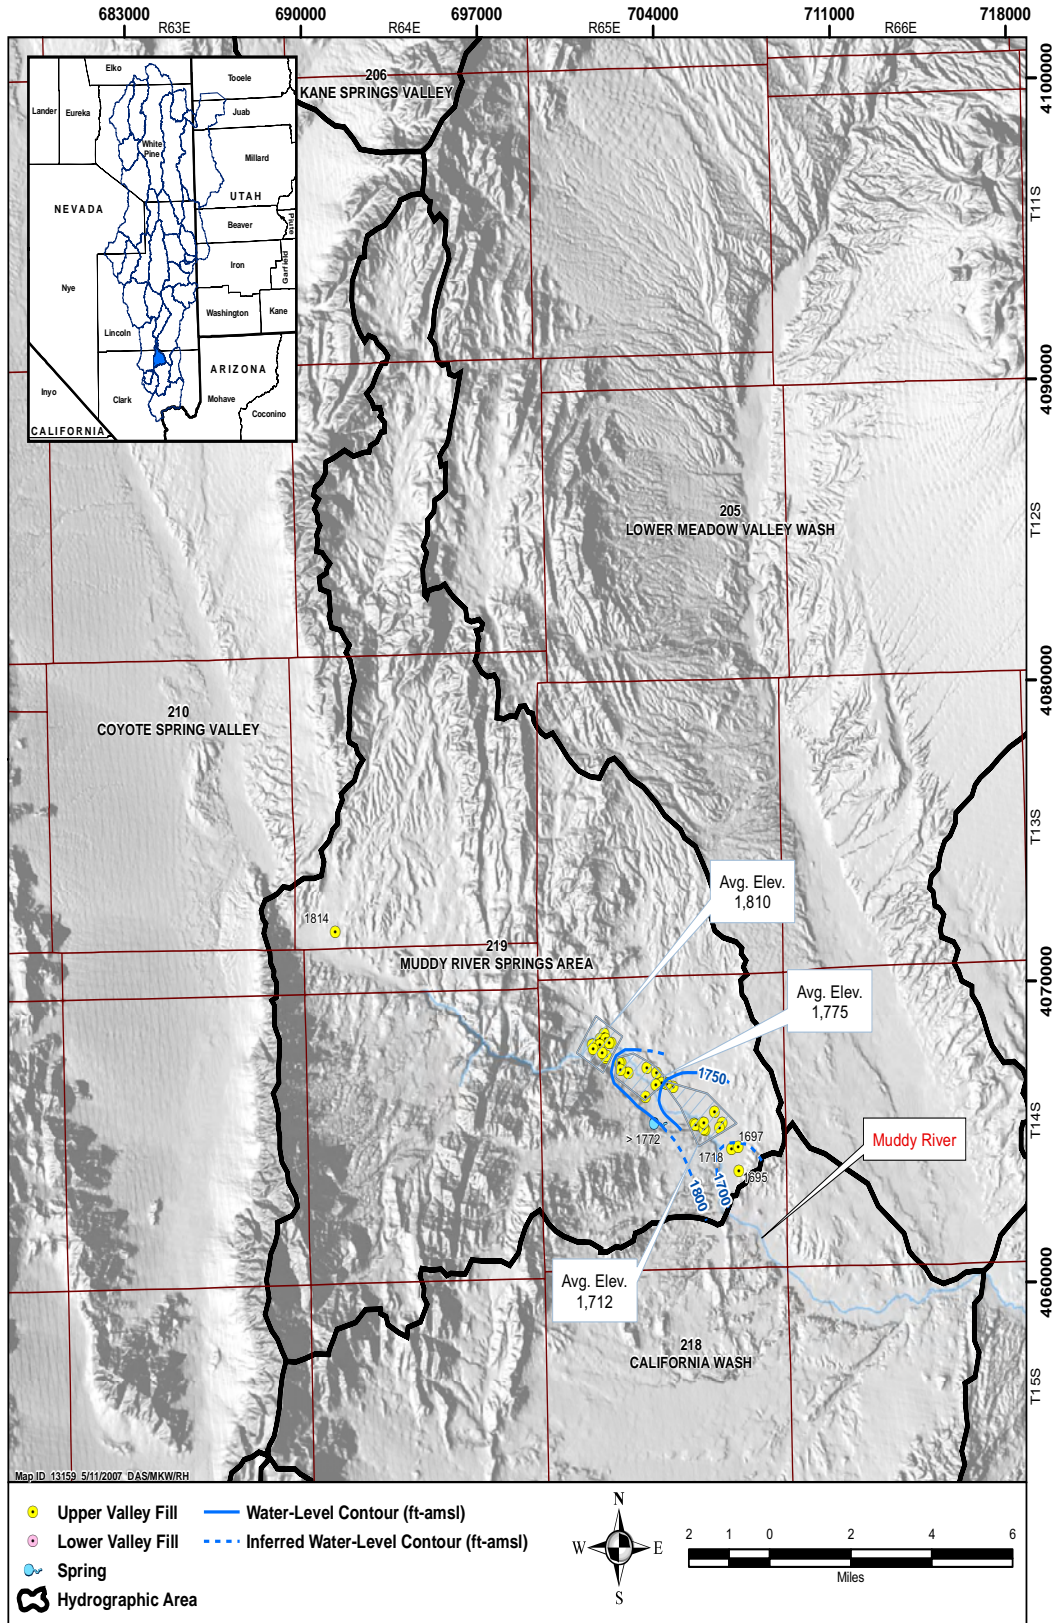 683000 690000 697000 704000 711000 718000
R63E R64E R65E R66E
4100000
4090000
4080000
4070000
4060000
T11S
T12S
T13S
T14S
T15S
Elko
Tooele
Lander
Eureka
Juab
White
Pine
Millard
UTAH
NEVADA
Beaver
Piute
Iron
Garfield
Nye
Washington
Kane
Lincoln
ARIZONA
Inyo
Clark
Mohave
Coconino
CALIFORNIA
206
KANE SPRINGS VALLEY
205
LOWER MEADOW VALLEY WASH
210
COYOTE SPRING VALLEY
Avg. Elev.
1,810
1814
219
MUDDY RIVER SPRINGS AREA
Avg. Elev.
1,775
1750
> 1772
1697
1718
1695
1800
1700
Muddy River
Avg. Elev.
1,712
218
CALIFORNIA WASH
Map ID 13159 5/11/2007 DAS/MKW/RH
Upper Valley Fill
Lower Valley Fill
Spring
Hydrographic Area
Water-Level Contour (ft-amsl)
Inferred Water-Level Contour (ft-amsl)
N
W E
S
2 1 0 2 4 6
Miles